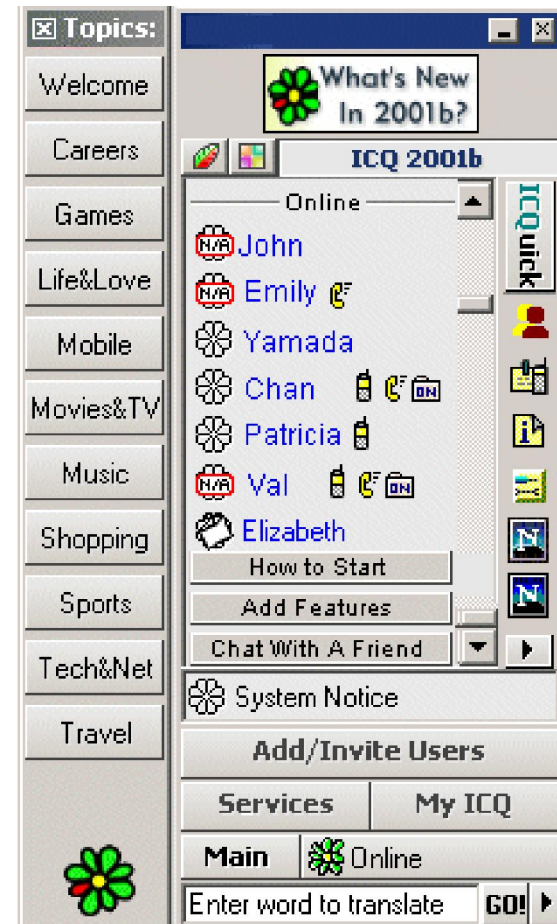 Topics:
Welcome
Careers
Games
Life&Love
Mobile
Movies&TV
Music
Shopping
Sports
Tech&Net
Travel
What's New
In 2001b?
ICQ 2001b
ICQuick
Online
N/A John
N/A Emily
Yamada
Chan ON
Patricia
N/A Val ON
Elizabeth
N
N
How to Start
Add Features
Chat With A Friend
System Notice
Add/Invite Users
Services My ICQ
Main Online
Enter word to translate GO!